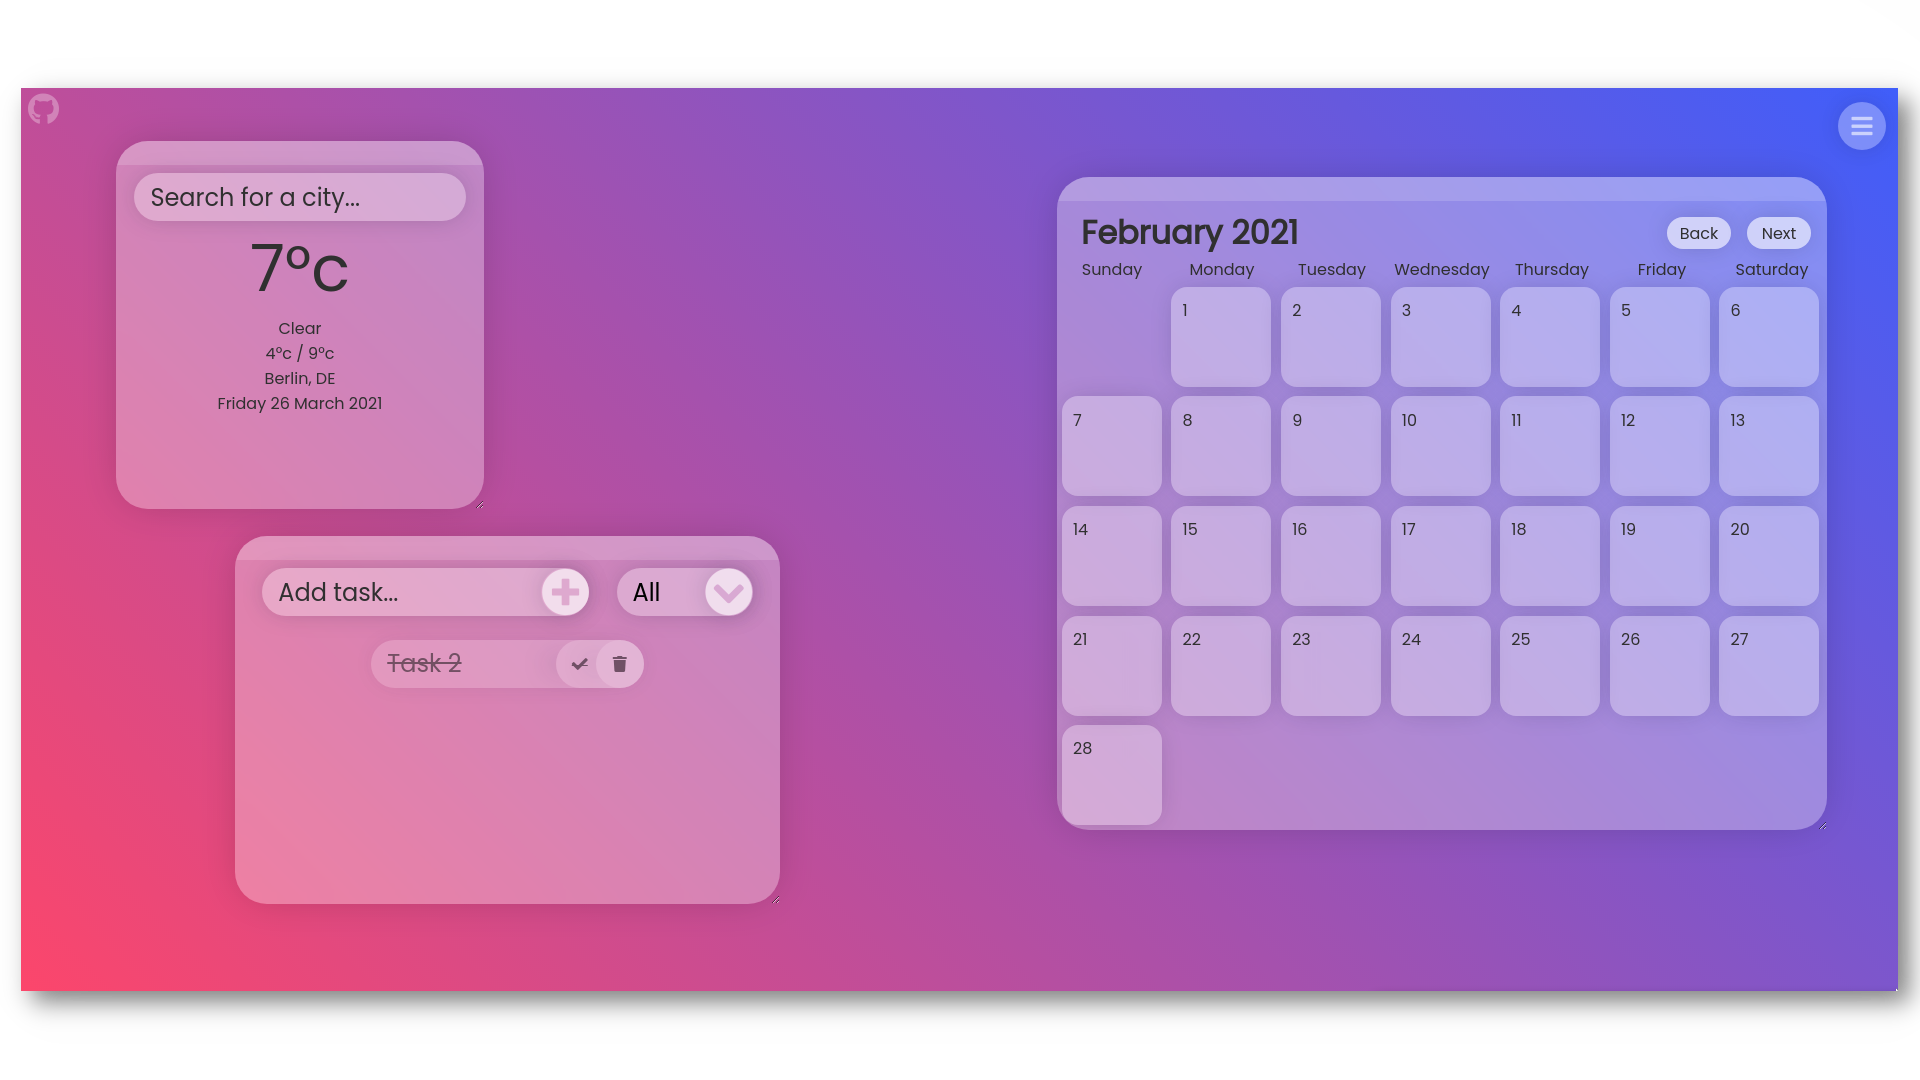 Search for a city...
7°c
Clear
4°c / 9°c
Berlin, DE
Friday 26 March 2021
Add task...
All
Task 2
February 2021
Back Next
Sunday Monday Tuesday Wednesday Thursday Friday Saturday
1 2 3 4 5 6
7 8 9 10 11 12 13
14 15 16 17 18 19 20
21 22 23 24 25 26 27
28